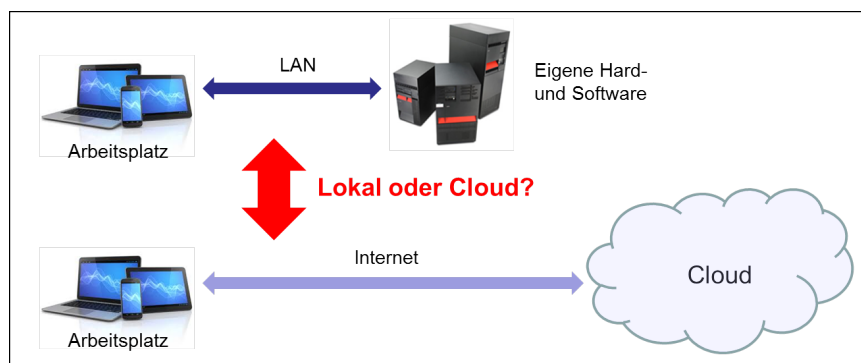 LAN
Eigene Hard-
und Software
Arbeitsplatz
Lokal oder Cloud?
Internet
Cloud
Arbeitsplatz